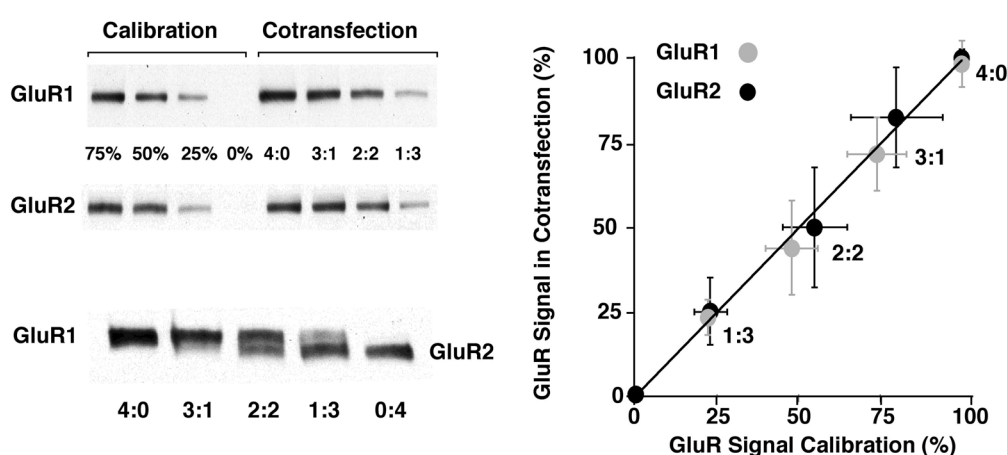 Calibration Cotransfection
GluR1
75% 50% 25% 0% 4:0 3:1 2:2 1:3
GluR2
GluR1
GluR2
4:0 3:1 2:2 1:3 0:4
GluR Signal in Cotransfection (%)
100
75
50
25
0
GluR1
GluR2
4:0
3:1
2:2
1:3
0 25 50 75 100
GluR Signal Calibration (%)